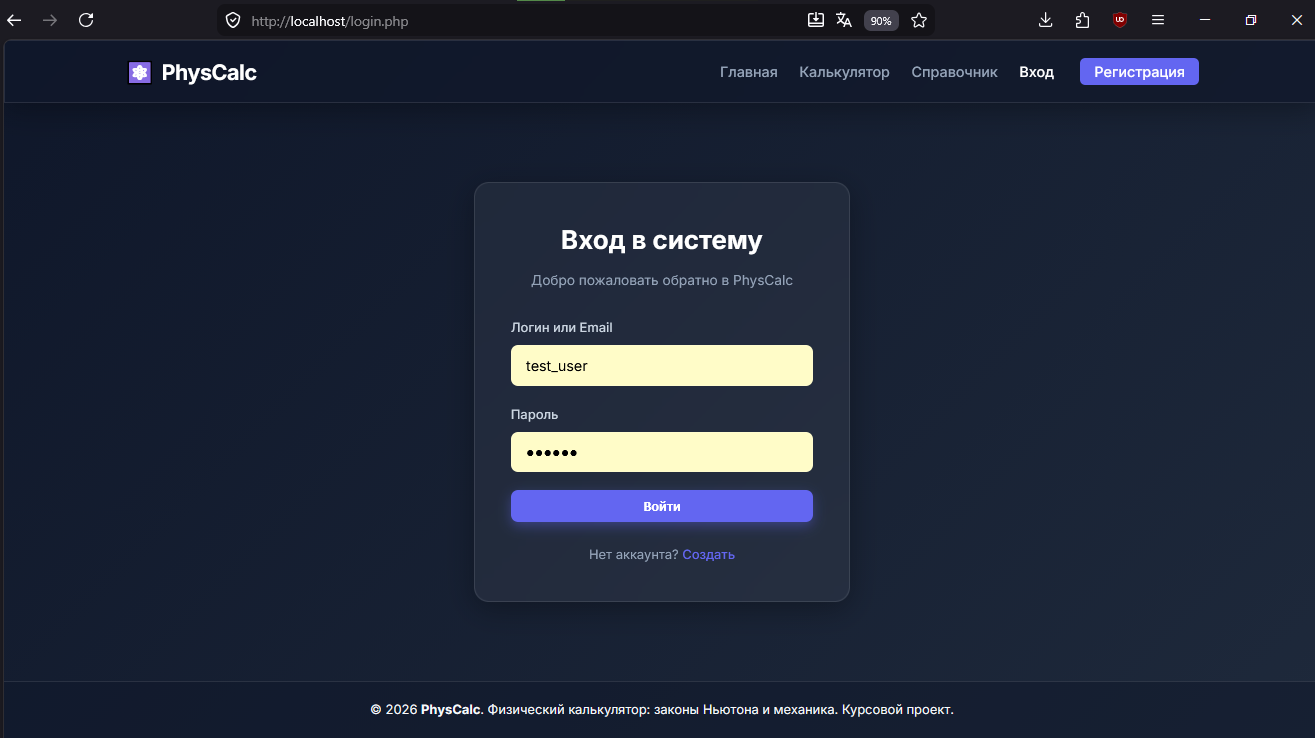 http://localhost/login.php
90%
PhysCalc
Главная Калькулятор Справочник Вход Регистрация
Вход в систему
Добро пожаловать обратно в PhysCalc
Логин или Email
test_user
Пароль
••••••
Войти
Нет аккаунта? Создать
© 2026 PhysCalc. Физический калькулятор: законы Ньютона и механика. Курсовой проект.